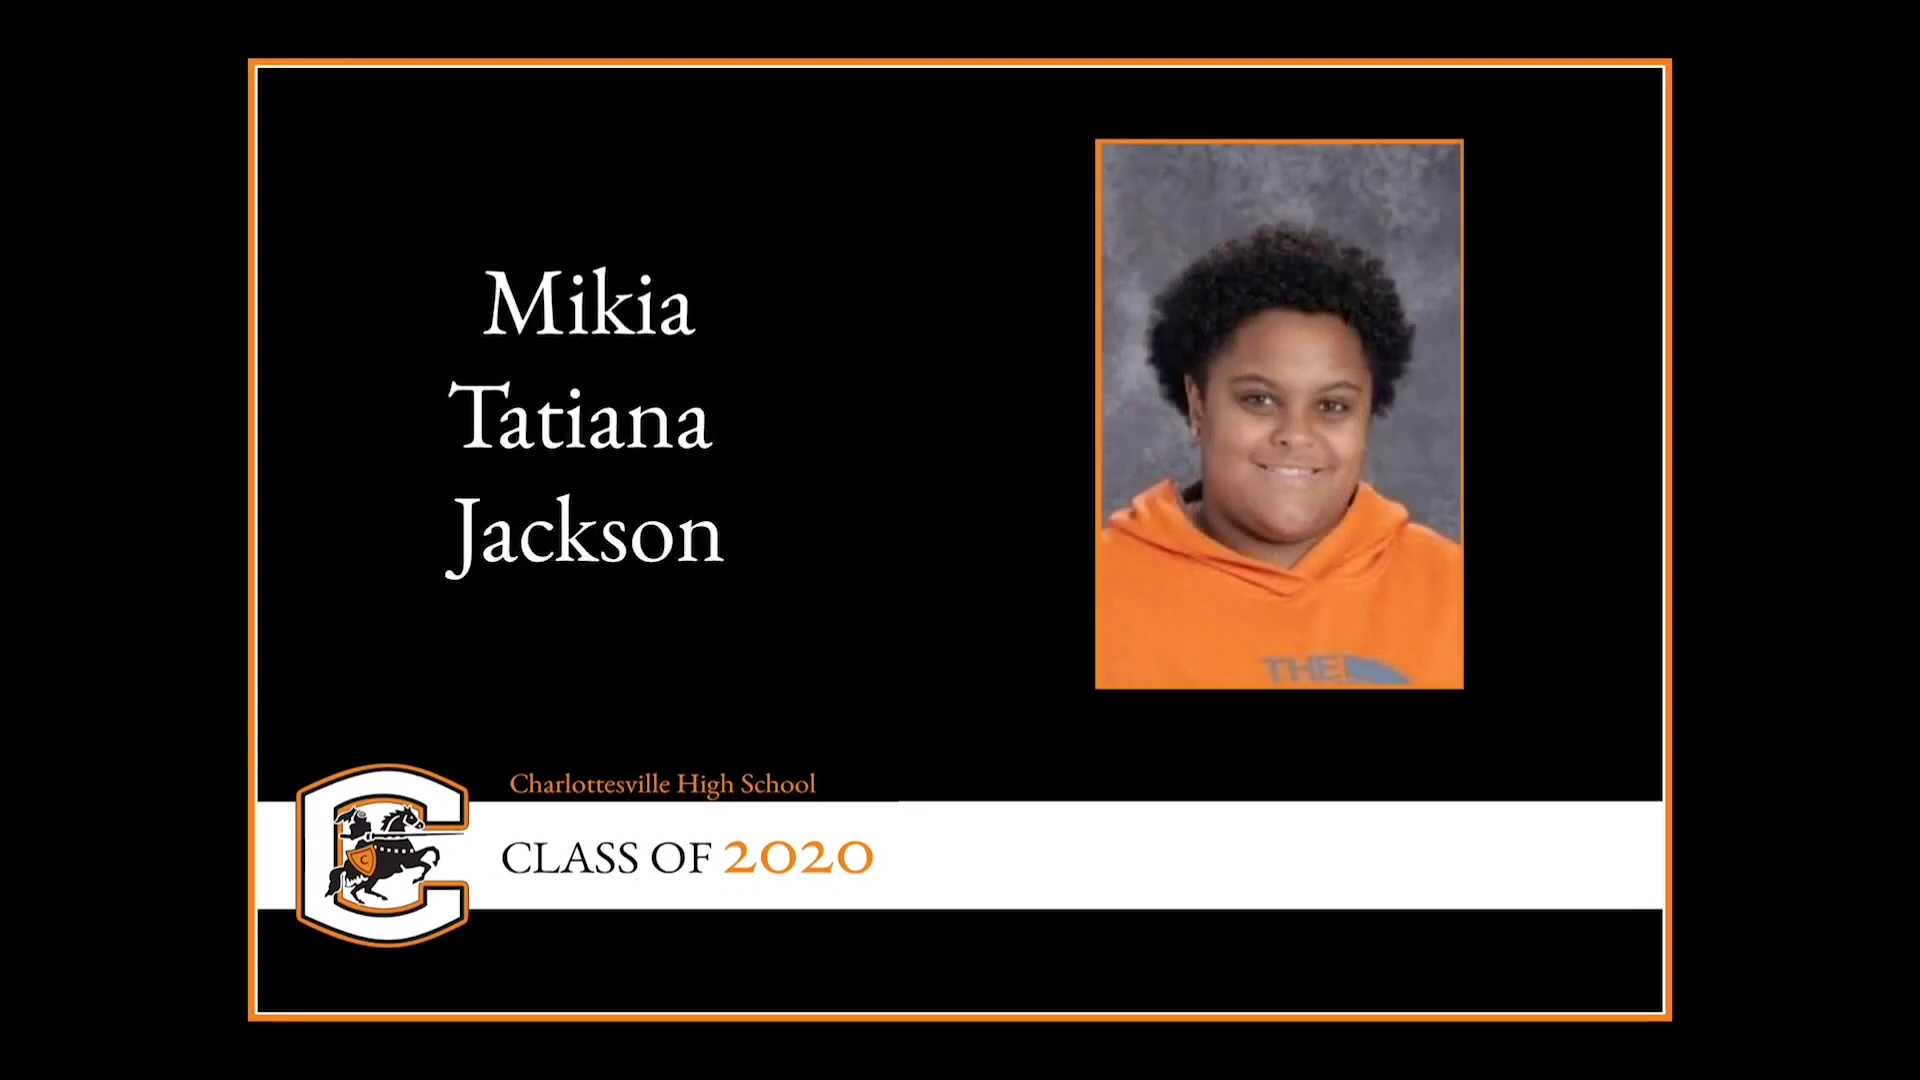 Mikia
Tatiana
Jackson
THE
Charlottesville High School
C
CLASS OF 2020